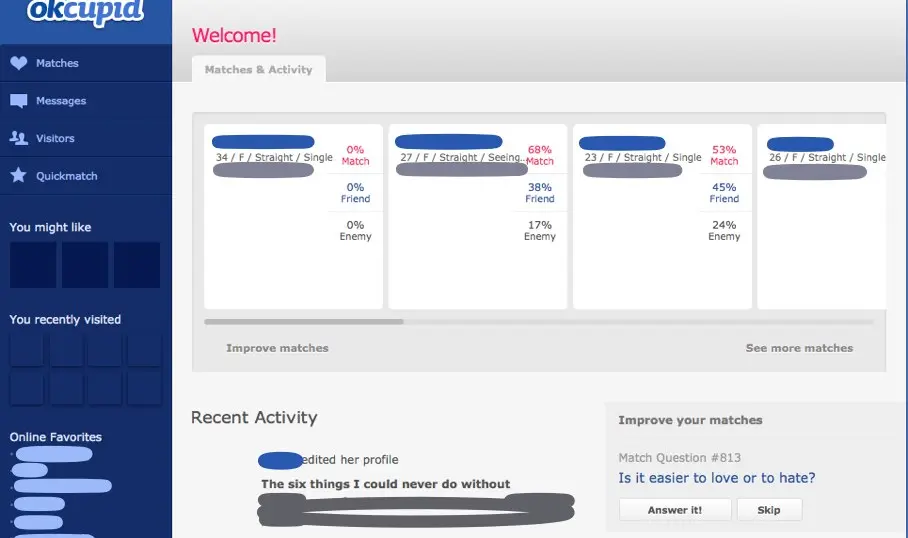 okcupid
Matches
Messages
Visitors
Quickmatch
You might like
You recently visited
Online Favorites
Welcome!
Matches & Activity
34 / F / Straight / Single
0%
Match
0%
Friend
0%
Enemy
27 / F / Straight / Seeing...
68%
Match
38%
Friend
17%
Enemy
23 / F / Straight / Single
53%
Match
45%
Friend
24%
Enemy
26 / F / Straight / Single
Improve matches
See more matches
Recent Activity
edited her profile
The six things I could never do without
Improve your matches
Match Question #813
Is it easier to love or to hate?
Answer it!
Skip